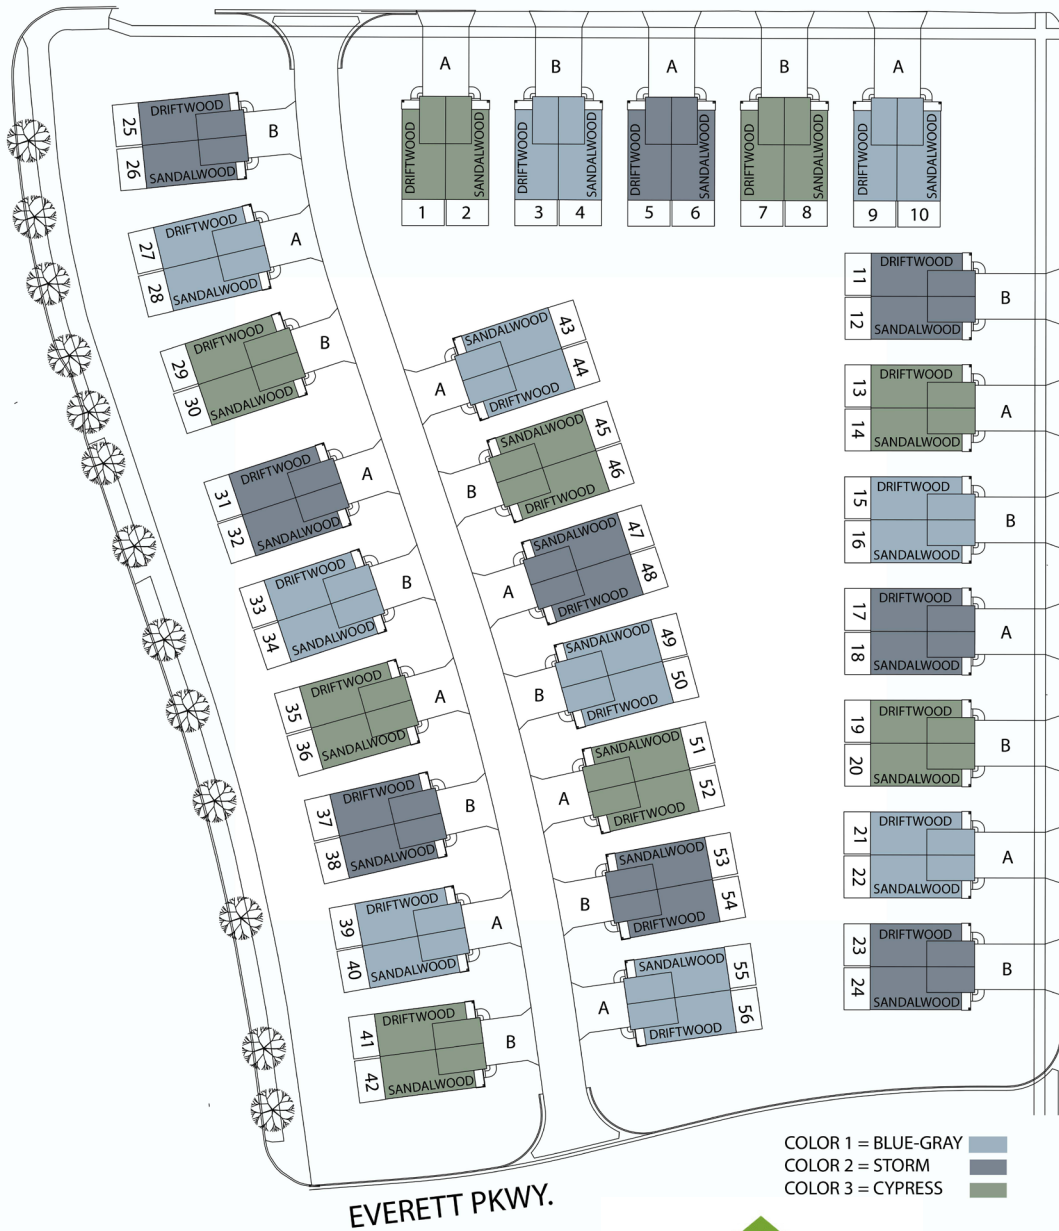 A B A B A
DRIFTWOOD SANDALWOOD DRIFTWOOD SANDALWOOD DRIFTWOOD SANDALWOOD DRIFTWOOD SANDALWOOD DRIFTWOOD SANDALWOOD
1 2 3 4 5 6 7 8 9 10
25 DRIFTWOOD
B
26 SANDALWOOD
27 DRIFTWOOD
A
28 SANDALWOOD
29 DRIFTWOOD
B
30 SANDALWOOD
31 DRIFTWOOD
A
32 SANDALWOOD
33 DRIFTWOOD
B
34 SANDALWOOD
35 DRIFTWOOD
A
36 SANDALWOOD
37 DRIFTWOOD
B
38 SANDALWOOD
39 DRIFTWOOD
A
40 SANDALWOOD
41 DRIFTWOOD
B
42 SANDALWOOD
SANDALWOOD 43
A
DRIFTWOOD 44
SANDALWOOD 45
B
DRIFTWOOD 46
SANDALWOOD 47
A
DRIFTWOOD 48
SANDALWOOD 49
B
DRIFTWOOD 50
SANDALWOOD 51
A
DRIFTWOOD 52
SANDALWOOD 53
B
DRIFTWOOD 54
SANDALWOOD 55
A
DRIFTWOOD 56
11 DRIFTWOOD
B
12 SANDALWOOD
13 DRIFTWOOD
A
14 SANDALWOOD
15 DRIFTWOOD
B
16 SANDALWOOD
17 DRIFTWOOD
A
18 SANDALWOOD
19 DRIFTWOOD
B
20 SANDALWOOD
21 DRIFTWOOD
A
22 SANDALWOOD
23 DRIFTWOOD
B
24 SANDALWOOD
COLOR 1 = BLUE-GRAY
COLOR 2 = STORM
COLOR 3 = CYPRESS
EVERETT PKWY.